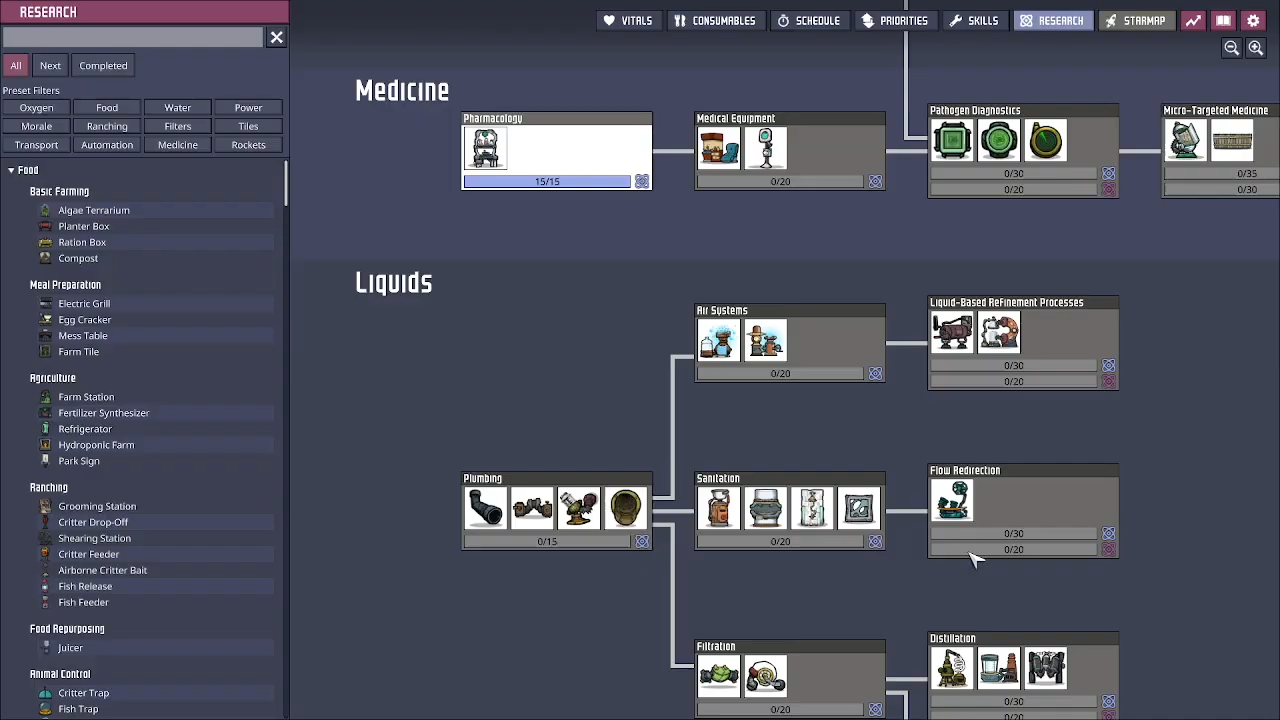 RESEARCH
VITALS
CONSUMABLES
SCHEDULE
PRIORITIES
SKILLS
RESEARCH
STARMAP
All
Next
Completed
Preset Filters
Oxygen
Food
Water
Power
Morale
Ranching
Filters
Tiles
Transport
Automation
Medicine
Rockets
Food
Basic Farming
Algae Terrarium
Planter Box
Ration Box
Compost
Meal Preparation
Electric Grill
Egg Cracker
Mess Table
Farm Tile
Agriculture
Farm Station
Fertilizer Synthesizer
Refrigerator
Hydroponic Farm
Park Sign
Ranching
Grooming Station
Critter Drop-Off
Shearing Station
Critter Feeder
Airborne Critter Bait
Fish Release
Fish Feeder
Food Repurposing
Juicer
Animal Control
Critter Trap
Fish Trap
Medicine
Pharmacology
15/15
Medical Equipment
0/20
Pathogen Diagnostics
0/30
0/20
Micro-Targeted Medicine
0/35
0/30
Liquids
Air Systems
0/20
Liquid-Based Refinement Processes
0/30
0/20
Plumbing
0/15
Sanitation
0/20
Flow Redirection
0/30
0/20
Filtration
0/20
Distillation
0/30
0/20